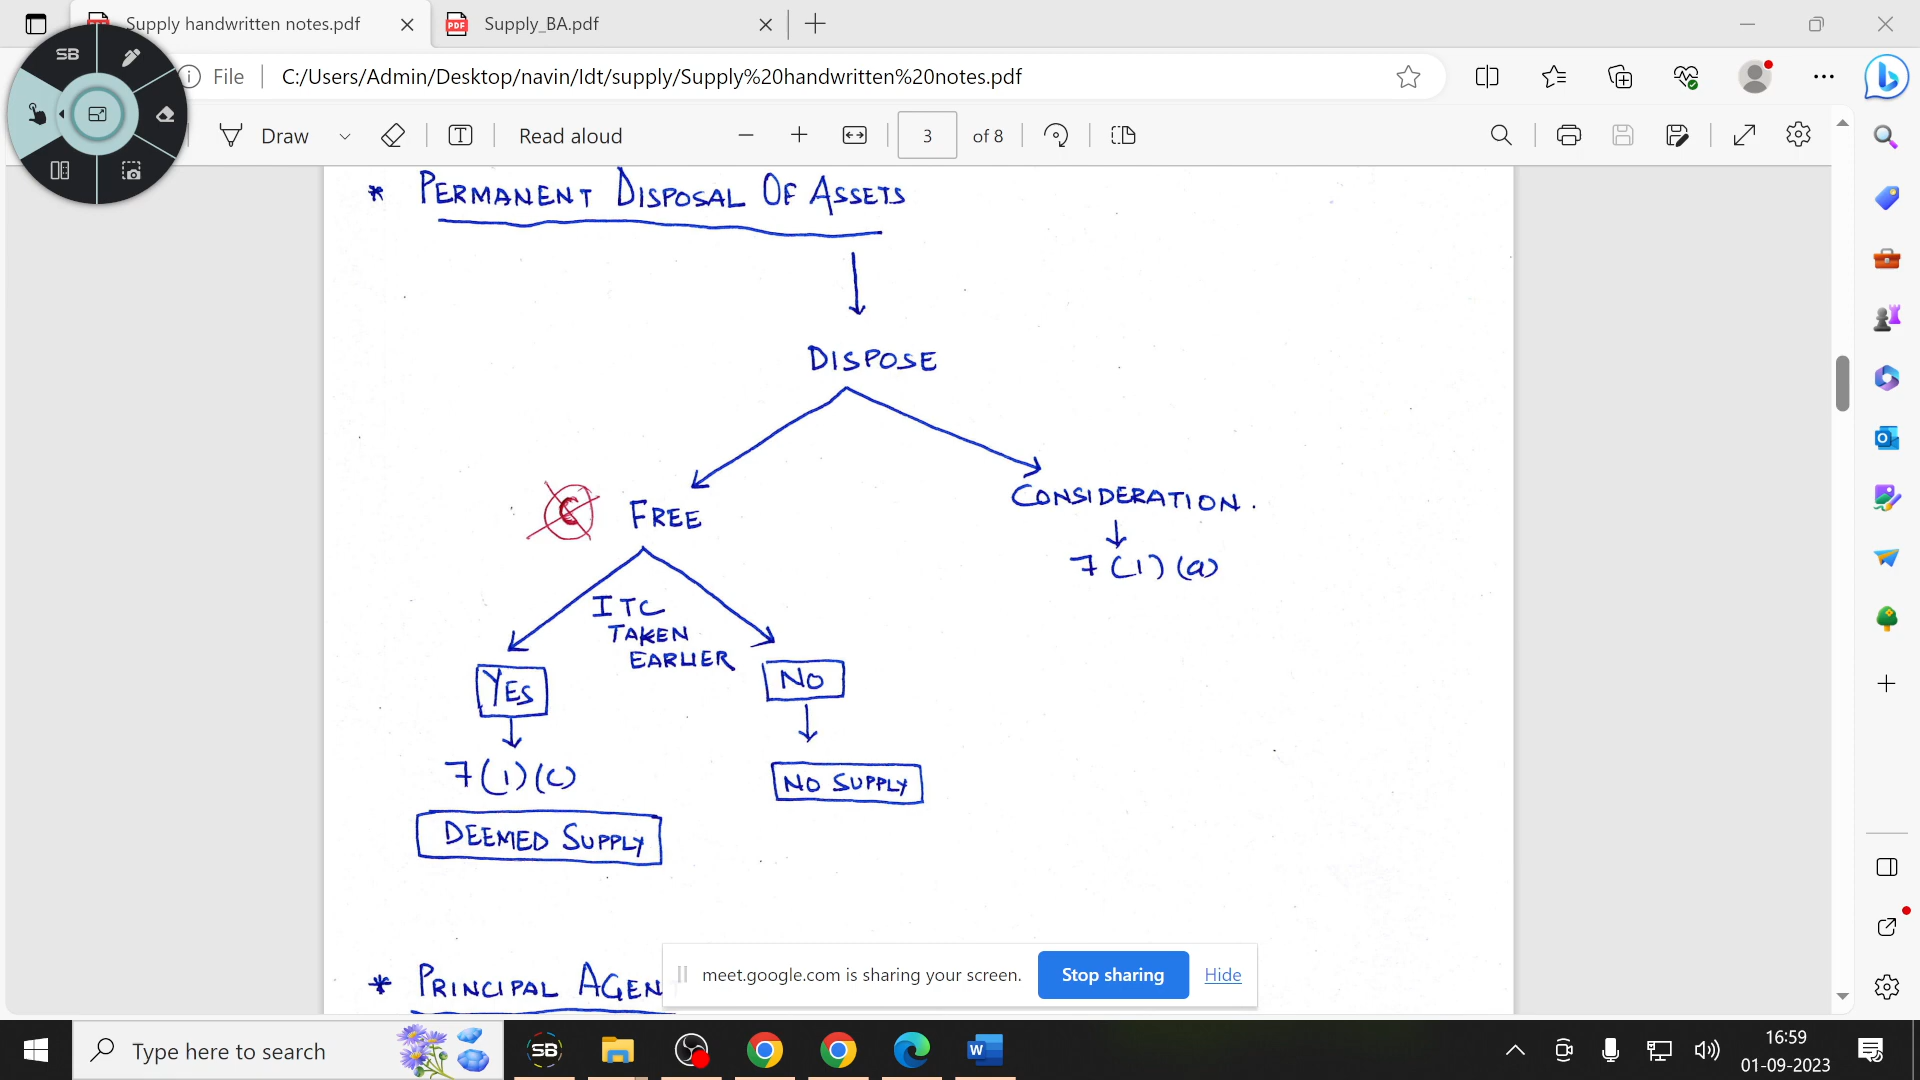 Supply handwritten notes.pdf
Supply_BA.pdf
SB
File
C:/Users/Admin/Desktop/navin/Idt/supply/Supply%20handwritten%20notes.pdf
Draw
Read aloud
3
of 8
* PERMANENT DISPOSAL OF ASSETS
DISPOSE
C
FREE
CONSIDERATION.
7(1)(a)
ITC
TAKEN
EARLIER
YES
NO
7(1)(c)
NO SUPPLY
DEEMED SUPPLY
* PRINCIPAL AGEN
meet.google.com is sharing your screen.
Stop sharing
Hide
Type here to search
SB
16:59
01-09-2023